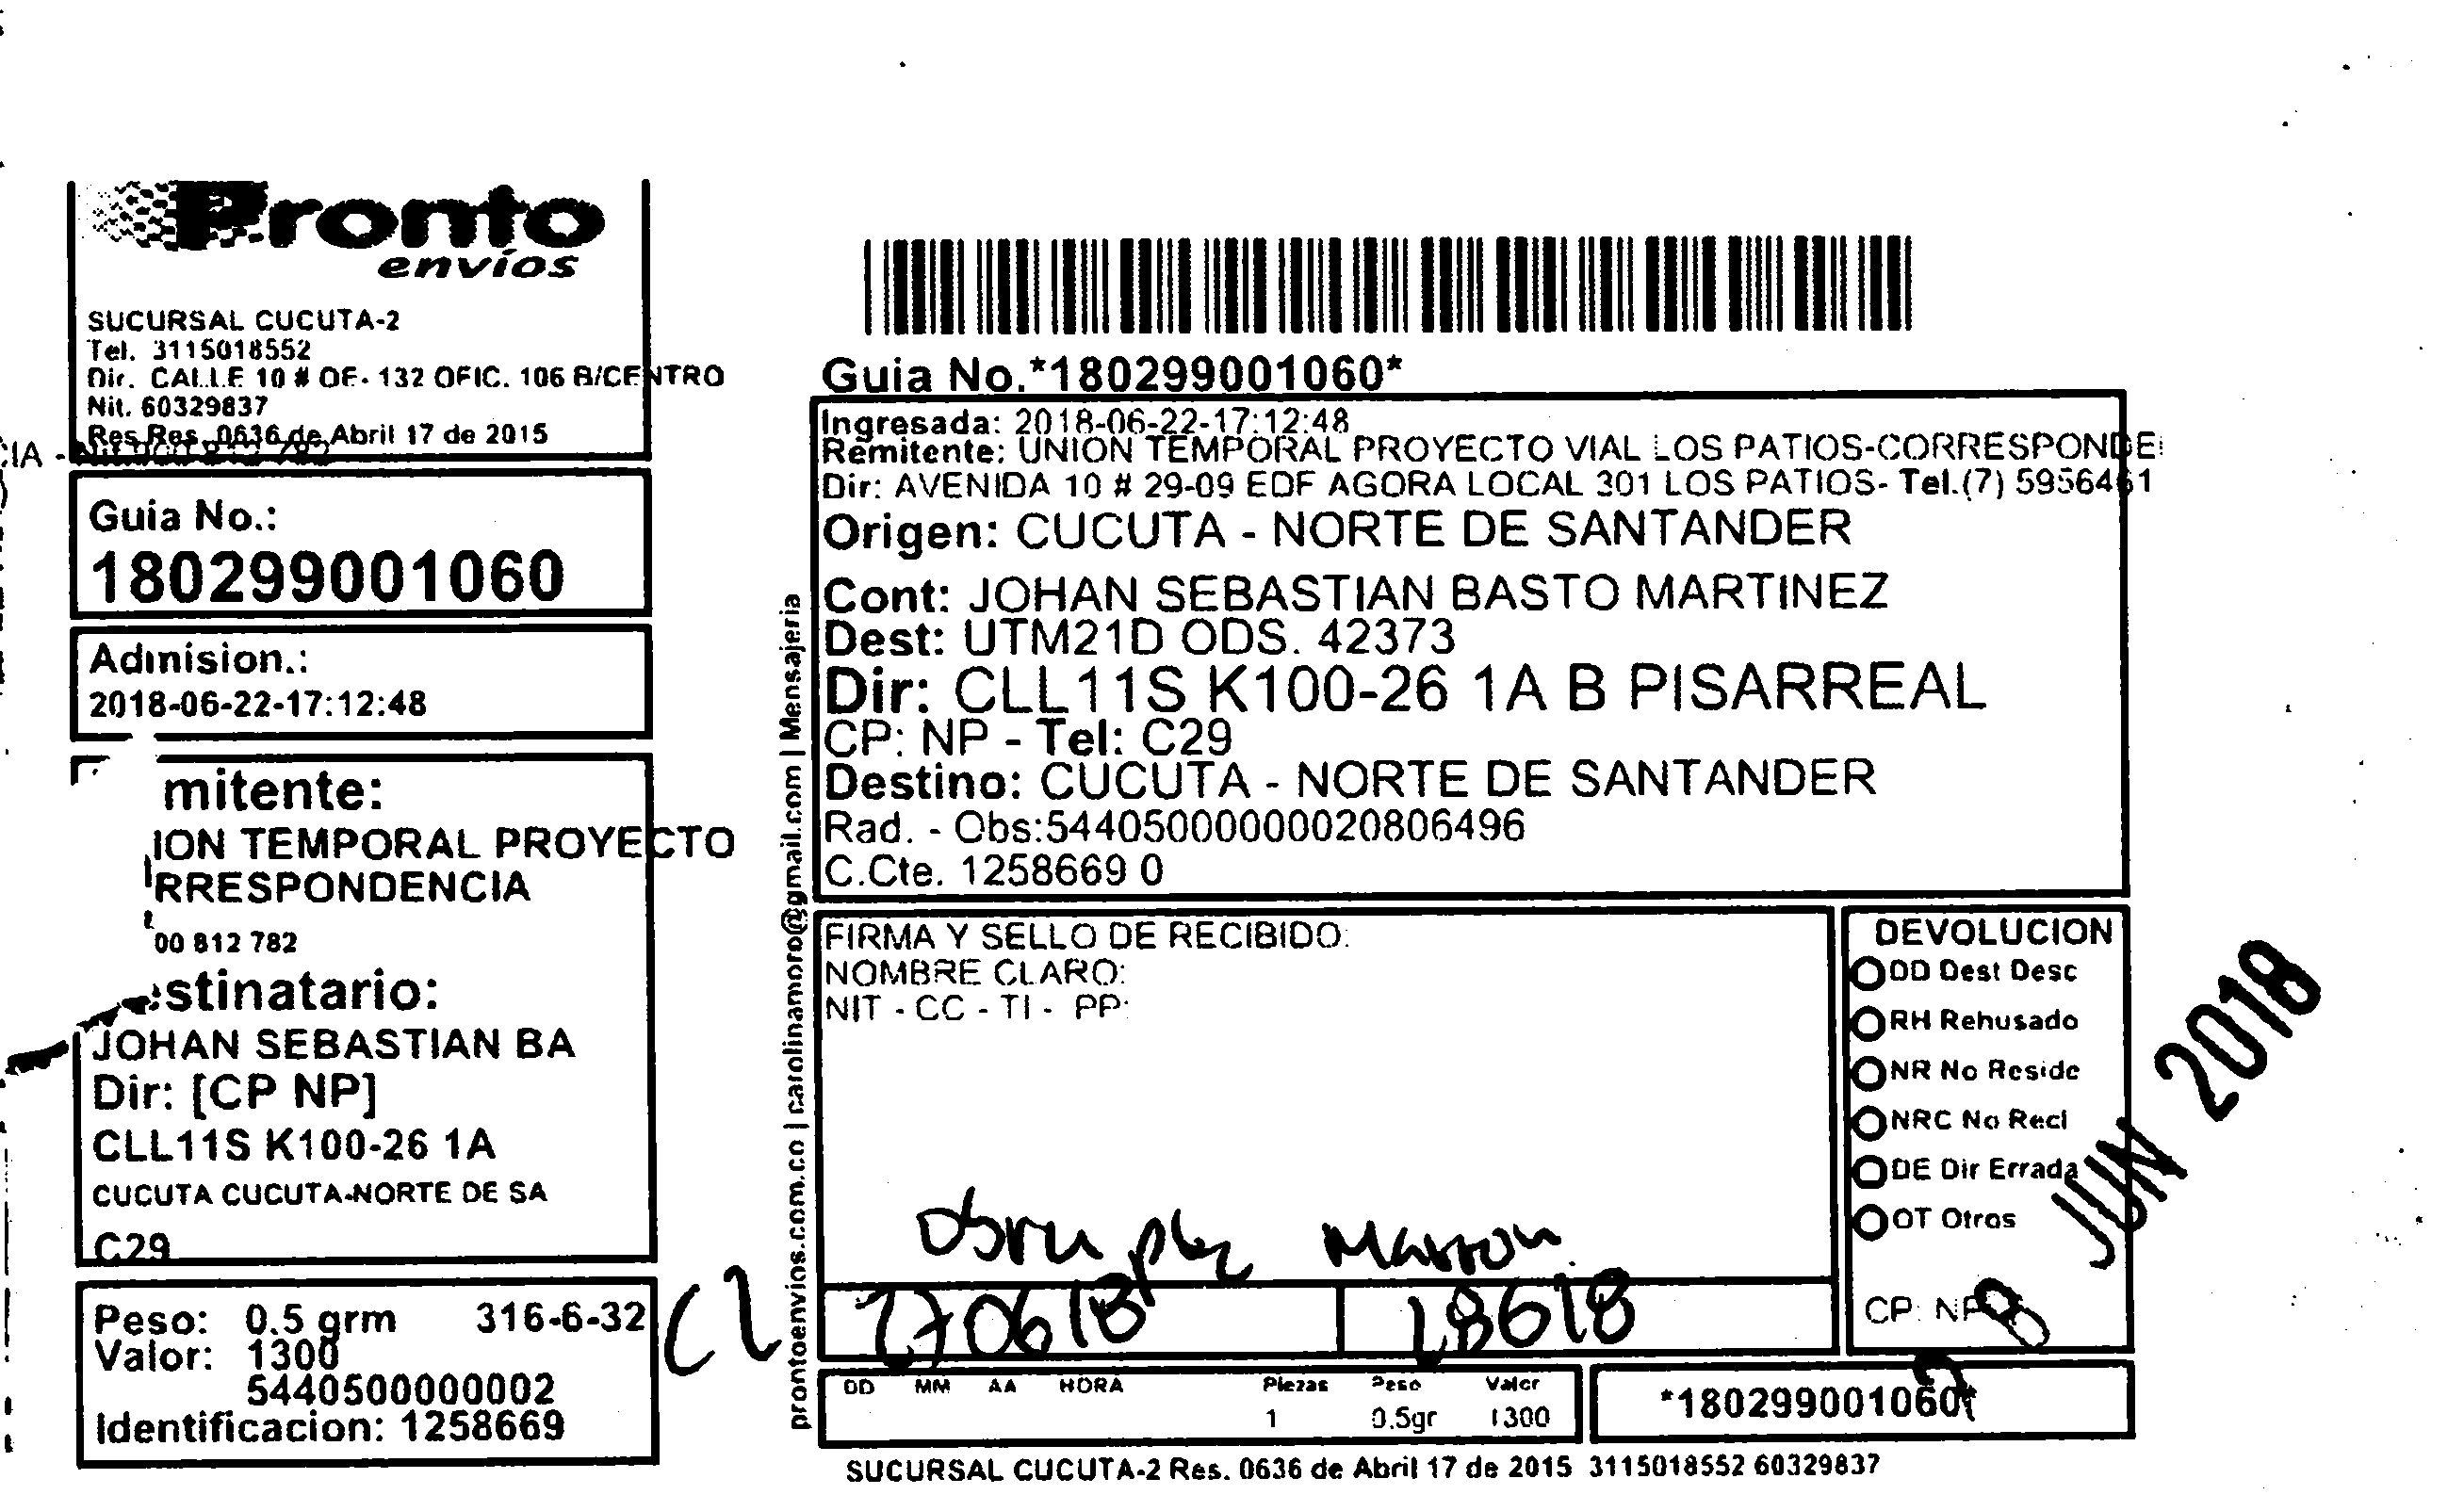 Pronto
envíos
SUCURSAL CUCUTA-2
Tel. 3115018552
Dir. CALLE 10 # OE- 132 OFIC. 106 B/CENTRO
Nit. 60329837
Res Res. 0636 de Abril 17 de 2015
CIA -
Guia No.:
180299001060
Admision.:
2018-06-22-17:12:48
mitente:
ION TEMPORAL PROYECTO
RRESPONDENCIA
00 812 782
stinatario:
JOHAN SEBASTIAN BA
Dir: [CP NP]
CLL11S K100-26 1A
CUCUTA CUCUTA-NORTE DE SA
C29
Peso: 0.5 grm 316-6-32
Valor: 1300
5440500000002
Identificacion: 1258669
prontoenvios.com.co | carolinamoro@gmail.com | Mensajeria
Guia No.*180299001060*
Ingresada: 2018-06-22-17:12:48
Remitente: UNION TEMPORAL PROYECTO VIAL LOS PATIOS-CORRESPONDE
Dir: AVENIDA 10 # 29-09 EDF AGORA LOCAL 301 LOS PATIOS- Tel.(7) 5956461
Origen: CUCUTA - NORTE DE SANTANDER
Cont: JOHAN SEBASTIAN BASTO MARTINEZ
Dest: UTM21D ODS. 42373
Dir: CLL11S K100-26 1A B PISARREAL
CP: NP - Tel: C29
Destino: CUCUTA - NORTE DE SANTANDER
Rad. - Obs:54405000000020806496
C.Cte. 1258669 0
FIRMA Y SELLO DE RECIBIDO:
NOMBRE CLARO:
NIT - CC - TI - PP:
270618
18618
DEVOLUCION
DD Dest Desc
RH Rehusado
NR No Reside
NRC No Recl
DE Dir Errada
OT Otros
CP: NP
JUN 2018
DD MM AA HORA Piezas Peso Valor
1 0.5gr 1300
*180299001060*
SUCURSAL CUCUTA-2 Res. 0636 de Abril 17 de 2015 3115018552 60329837